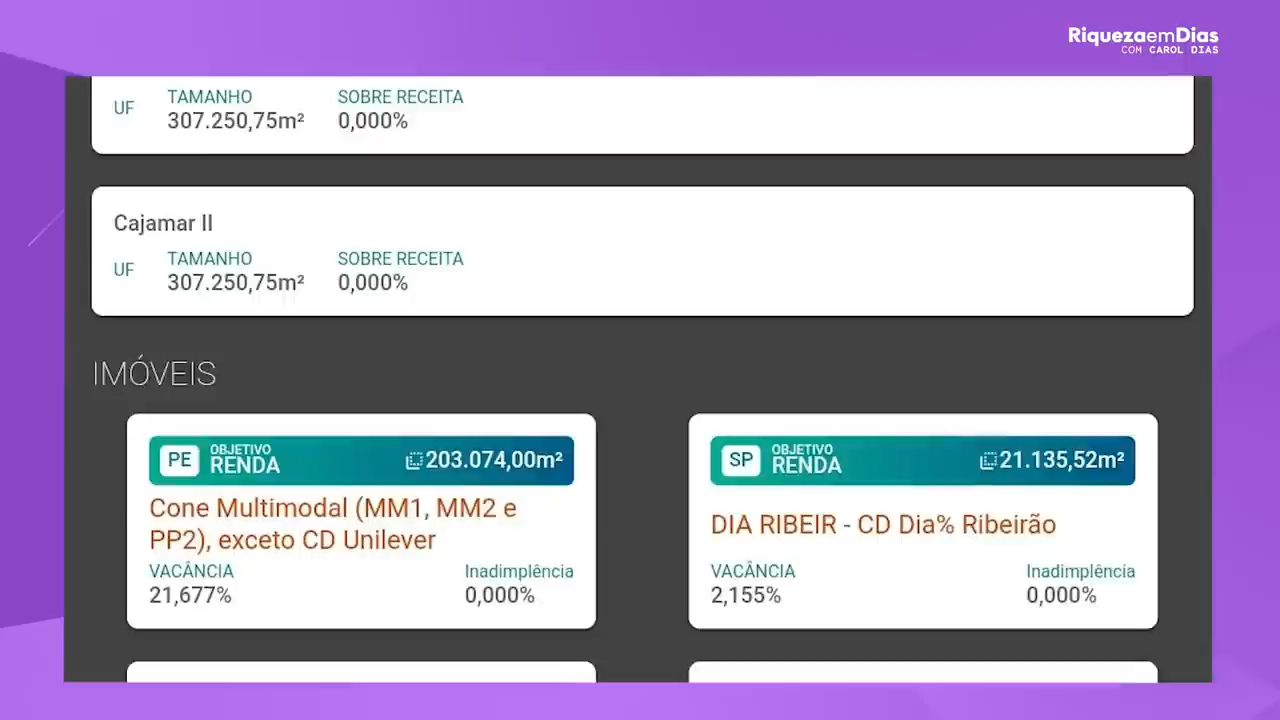 RiquezaemDias
COM CAROL DIAS
UF
TAMANHO
307.250,75m²
SOBRE RECEITA
0,000%
Cajamar II
UF
TAMANHO
307.250,75m²
SOBRE RECEITA
0,000%
IMÓVEIS
PE
OBJETIVO
RENDA
203.074,00m²
Cone Multimodal (MM1, MM2 e
PP2), exceto CD Unilever
VACÂNCIA
21,677%
Inadimplência
0,000%
SP
OBJETIVO
RENDA
21.135,52m²
DIA RIBEIR - CD Dia% Ribeirão
VACÂNCIA
2,155%
Inadimplência
0,000%